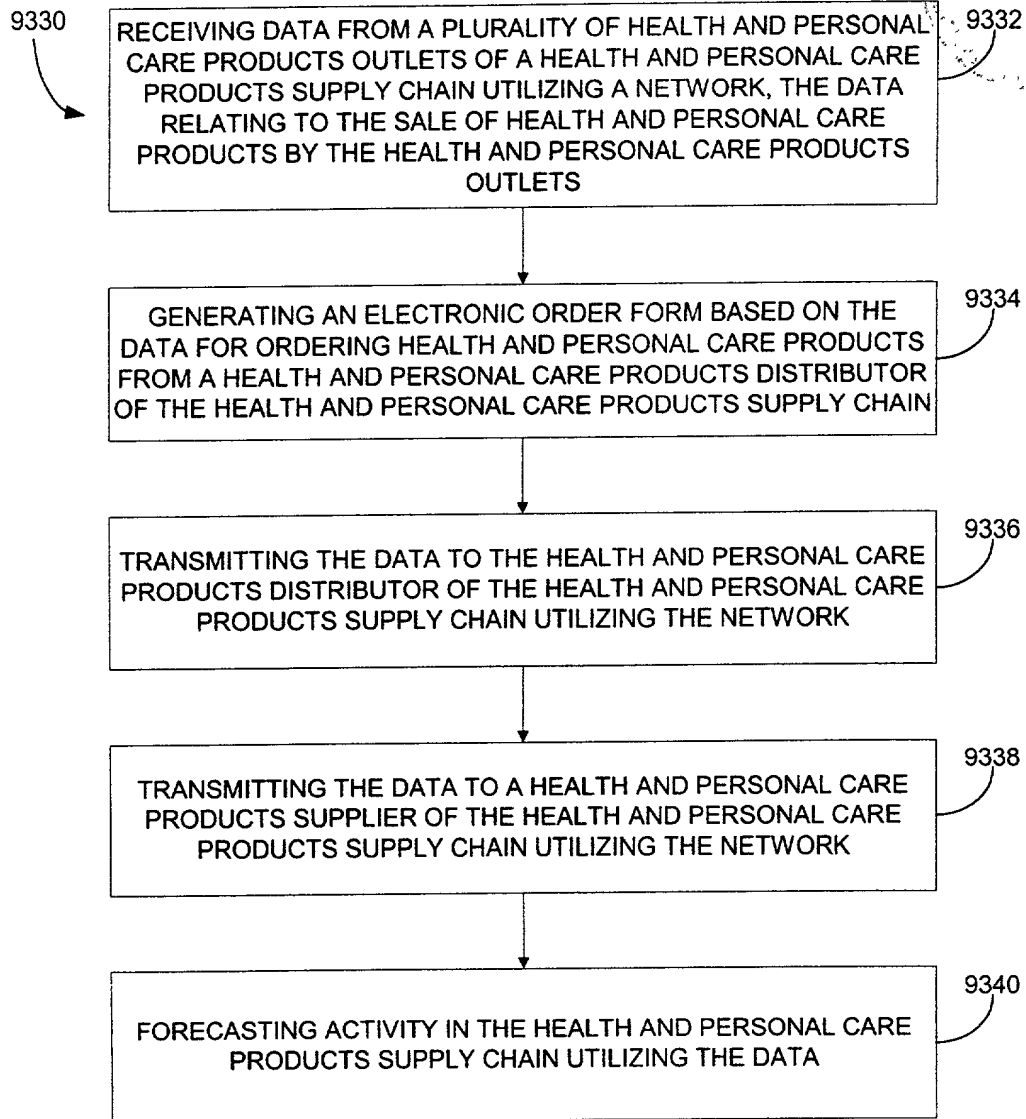 9330
RECEIVING DATA FROM A PLURALITY OF HEALTH AND PERSONAL
CARE PRODUCTS OUTLETS OF A HEALTH AND PERSONAL CARE
PRODUCTS SUPPLY CHAIN UTILIZING A NETWORK, THE DATA
RELATING TO THE SALE OF HEALTH AND PERSONAL CARE
PRODUCTS BY THE HEALTH AND PERSONAL CARE PRODUCTS
OUTLETS
9332
GENERATING AN ELECTRONIC ORDER FORM BASED ON THE
DATA FOR ORDERING HEALTH AND PERSONAL CARE PRODUCTS
FROM A HEALTH AND PERSONAL CARE PRODUCTS DISTRIBUTOR
OF THE HEALTH AND PERSONAL CARE PRODUCTS SUPPLY CHAIN
9334
TRANSMITTING THE DATA TO THE HEALTH AND PERSONAL CARE
PRODUCTS DISTRIBUTOR OF THE HEALTH AND PERSONAL CARE
PRODUCTS SUPPLY CHAIN UTILIZING THE NETWORK
9336
TRANSMITTING THE DATA TO A HEALTH AND PERSONAL CARE
PRODUCTS SUPPLIER OF THE HEALTH AND PERSONAL CARE
PRODUCTS SUPPLY CHAIN UTILIZING THE NETWORK
9338
FORECASTING ACTIVITY IN THE HEALTH AND PERSONAL CARE
PRODUCTS SUPPLY CHAIN UTILIZING THE DATA
9340